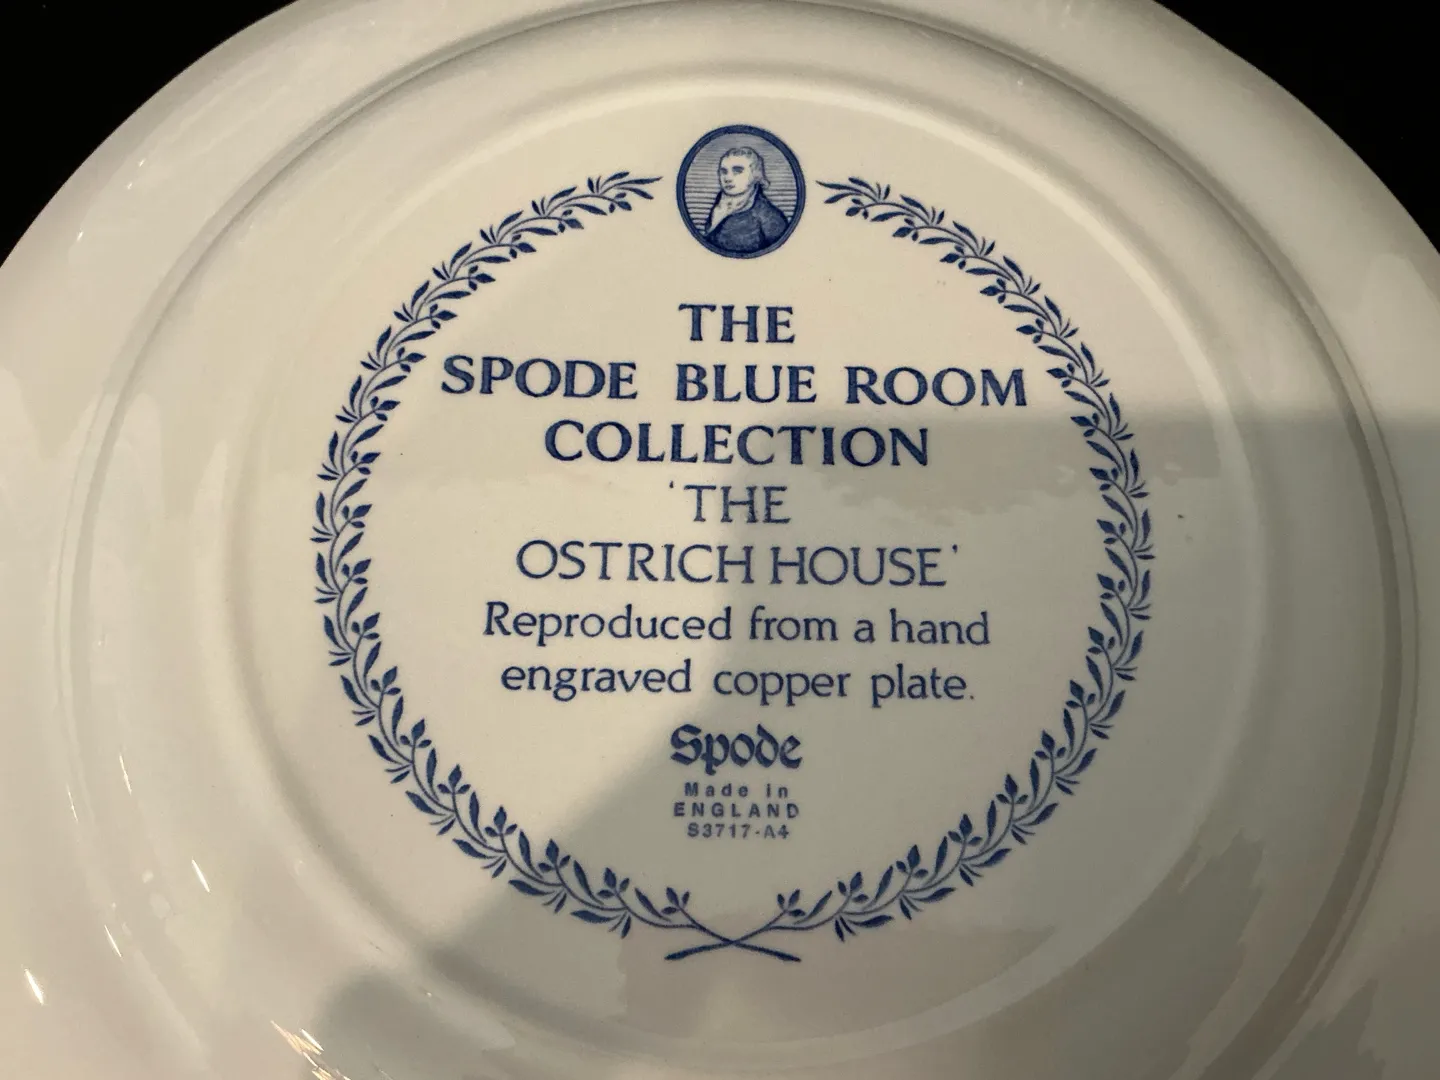 THE
SPODE BLUE ROOM
COLLECTION
‘THE
OSTRICH HOUSE’
Reproduced from a hand
engraved copper plate.
Spode
Made in
ENGLAND
S3717-A4